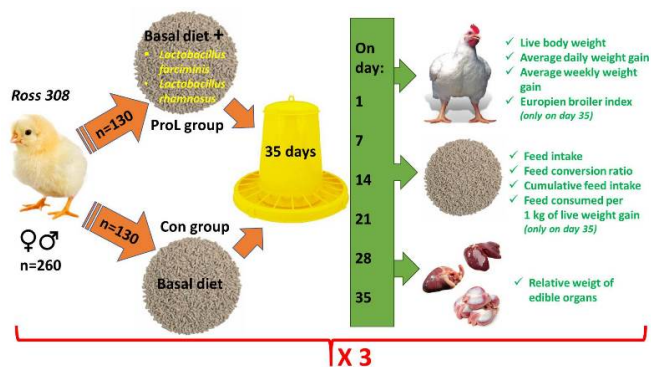 Basal diet +
• Lactobacillus
farciminis
• Lactobacillus
rhamnosus
ProL group
Ross 308
n=130
n=130
♀♂
n=260
Con group
Basal diet
35 days
On
day:
1
7
14
21
28
35
✓ Live body weight
✓ Average daily weight gain
✓ Average weekly weight
gain
✓ Europien broiler index
(only on day 35)
✓ Feed intake
✓ Feed conversion ratio
✓ Cumulative feed intake
✓ Feed consumed per
1 kg of live weight gain
(only on day 35)
✓ Relative weigt of
edible organs
X 3